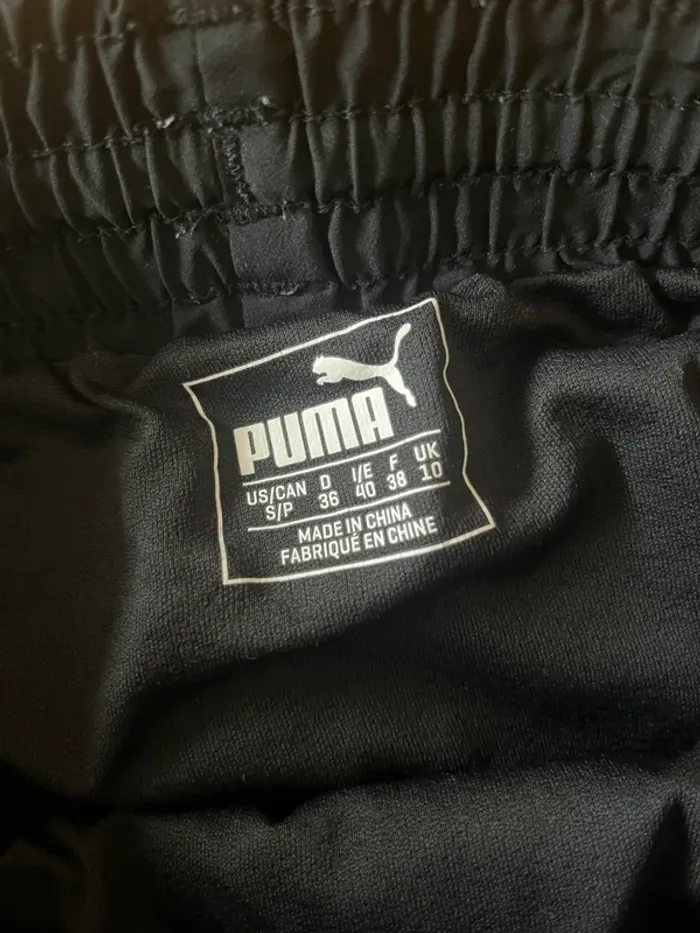 PUMA
US/CAN D I/E F UK
S/P 36 40 38 10
MADE IN CHINA
FABRIQUÉ EN CHINE